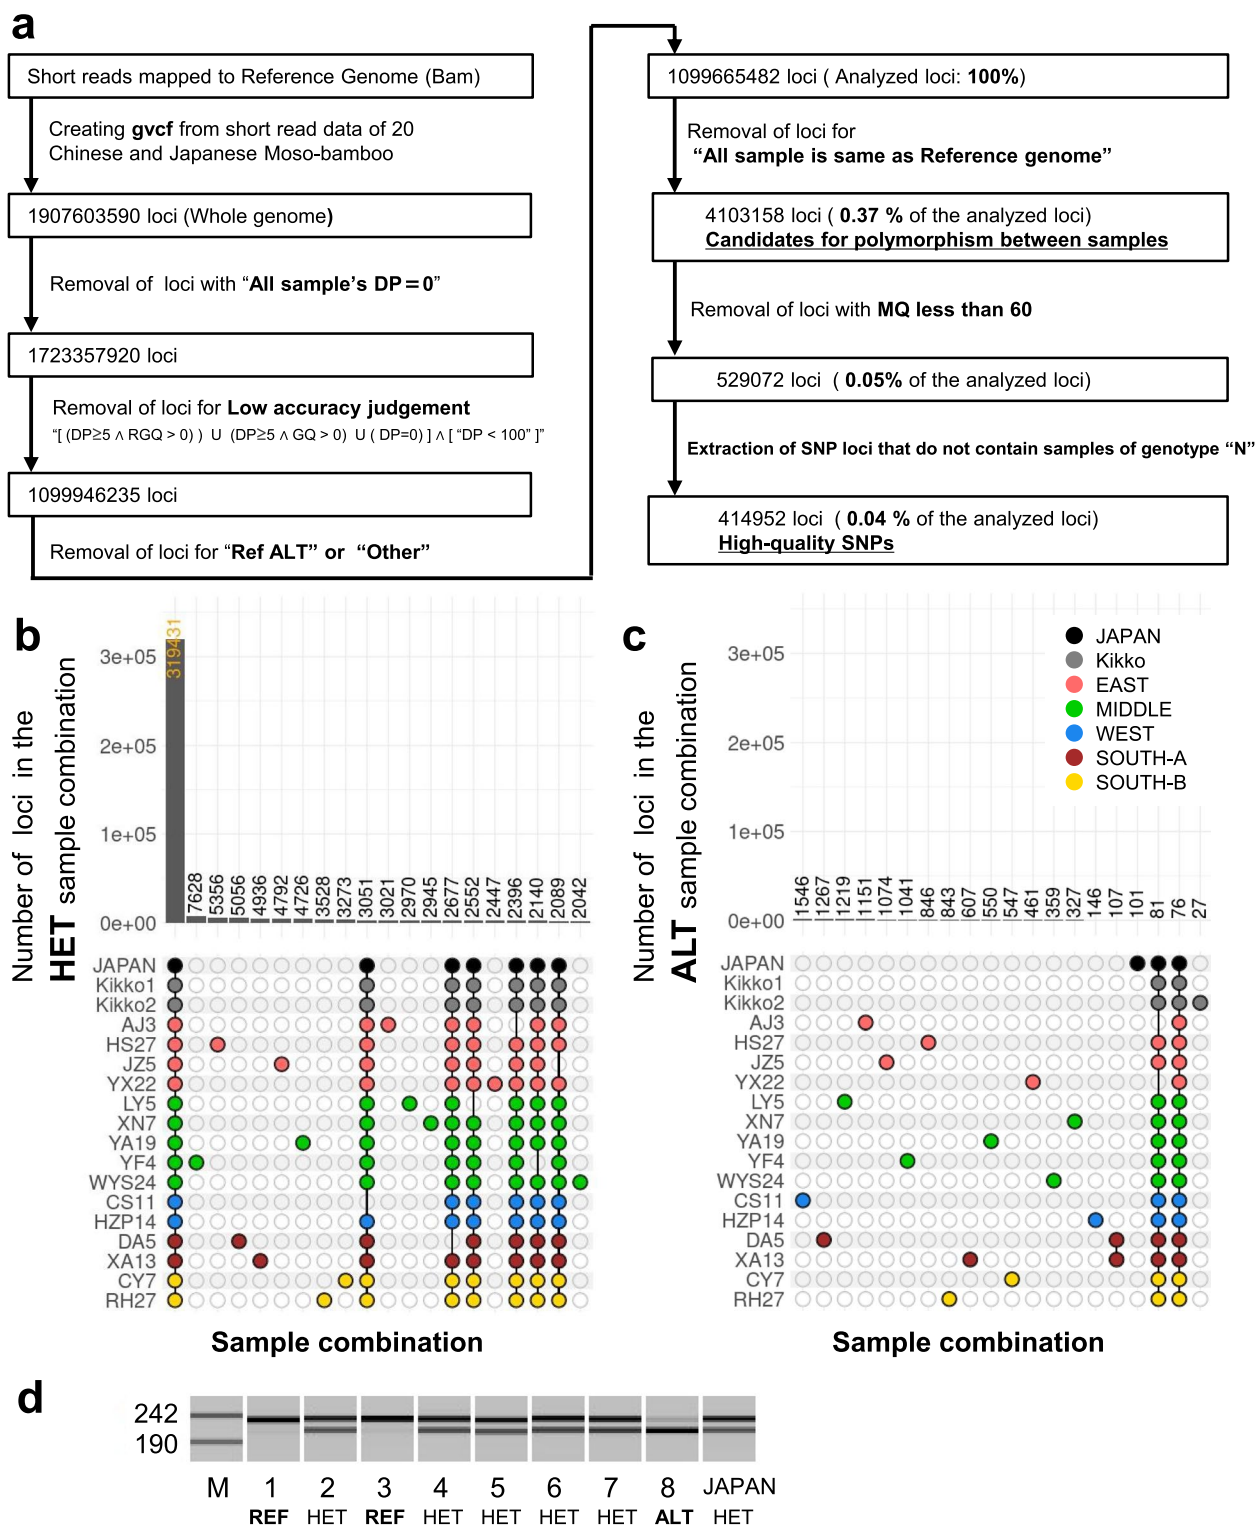 a
Short reads mapped to Reference Genome (Bam)
Creating gvcf from short read data of 20
Chinese and Japanese Moso-bamboo
1907603590 loci (Whole genome)
Removal of loci with “All sample’s DP＝0”
1723357920 loci
Removal of loci for Low accuracy judgement
“[ (DP≥5 ∧ RGQ > 0) ) U (DP≥5 ∧ GQ > 0) U ( DP=0) ] ∧ [ “DP < 100” ]”
1099946235 loci
Removal of loci for “Ref ALT” or “Other”
1099665482 loci ( Analyzed loci: 100%)
Removal of loci for
“All sample is same as Reference genome”
4103158 loci ( 0.37 % of the analyzed loci)
Candidates for polymorphism between samples
Removal of loci with MQ less than 60
529072 loci ( 0.05% of the analyzed loci)
Extraction of SNP loci that do not contain samples of genotype “N”
414952 loci ( 0.04 % of the analyzed loci)
High-quality SNPs
b
Number of loci in the
HET sample combination
3e+05
2e+05
1e+05
0e+00
319431
7628
5356
5056
4936
4792
4726
3528
3273
3051
3021
2970
2945
2677
2552
2447
2396
2140
2089
2042
JAPAN
Kikko1
Kikko2
AJ3
HS27
JZ5
YX22
LY5
XN7
YA19
YF4
WYS24
CS11
HZP14
DA5
XA13
CY7
RH27
Sample combination
c
Number of loci in the
ALT sample combination
3e+05
2e+05
1e+05
0e+00
JAPAN
Kikko
EAST
MIDDLE
WEST
SOUTH-A
SOUTH-B
1546
1267
1219
1151
1074
1041
846
843
607
550
547
461
359
327
146
107
101
81
76
27
JAPAN
Kikko1
Kikko2
AJ3
HS27
JZ5
YX22
LY5
XN7
YA19
YF4
WYS24
CS11
HZP14
DA5
XA13
CY7
RH27
Sample combination
d
242
190
M 1 2 3 4 5 6 7 8 JAPAN
REF HET REF HET HET HET HET ALT HET